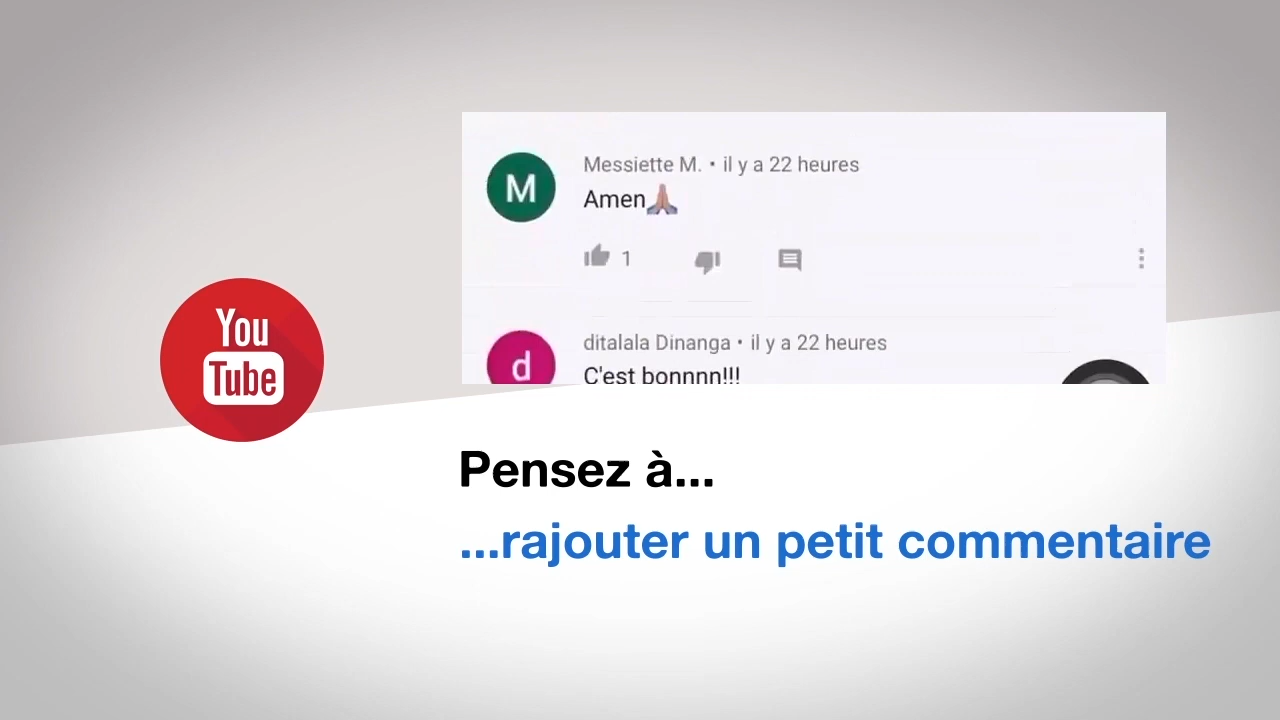 Messiette M. • il y a 22 heures
M
Amen🙏🏽
1
ditalala Dinanga • il y a 22 heures
d
C'est bonnnn!!!
You
Tube
Pensez à...
...rajouter un petit commentaire